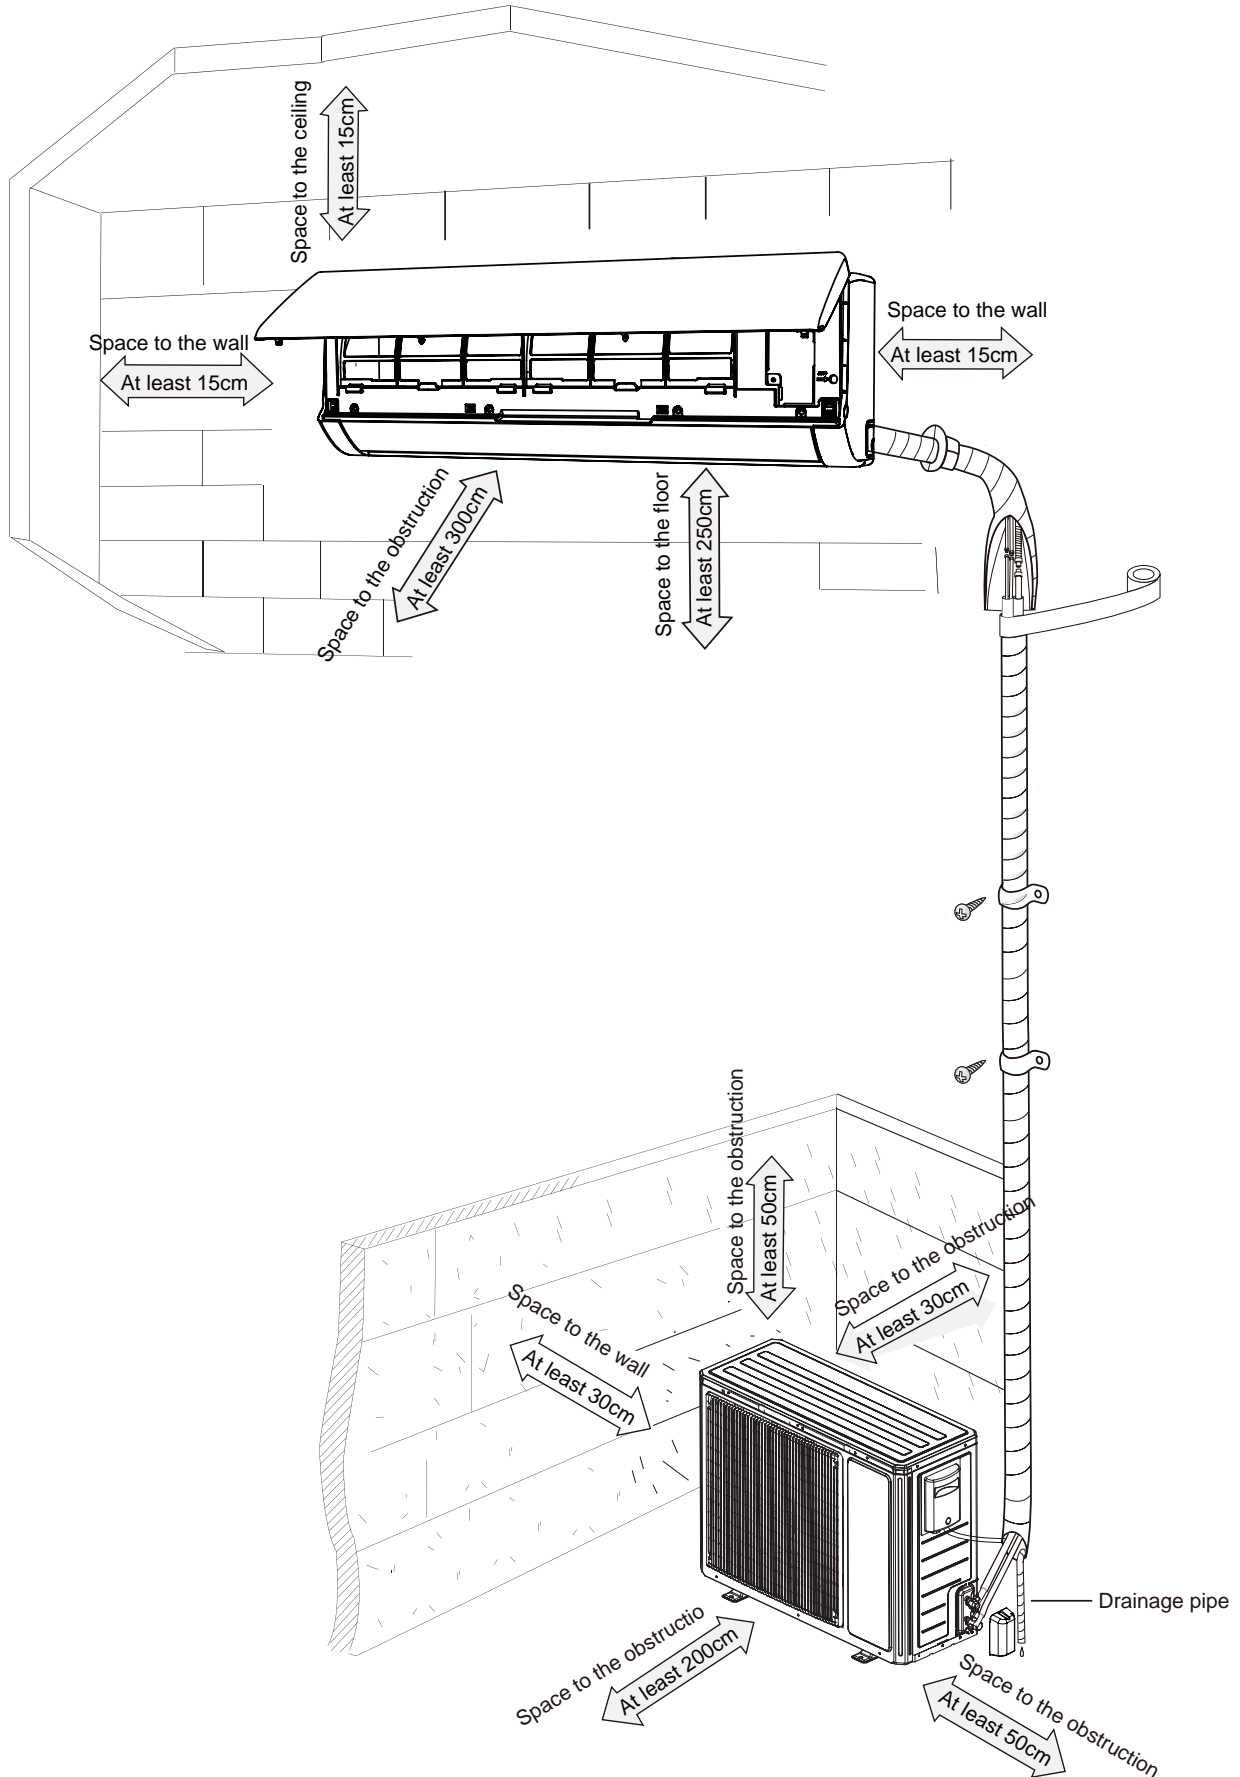 Space to the ceiling
At least 15cm
Space to the wall
At least 15cm
Space to the wall
At least 15cm
Space to the obstruction
At least 300cm
Space to the floor
At least 250cm
Space to the obstruction
At least 50cm
Space to the obstruction
At least 30cm
Space to the wall
At least 30cm
Drainage pipe
Space to the obstructio
At least 200cm
Space to the obstruction
At least 50cm